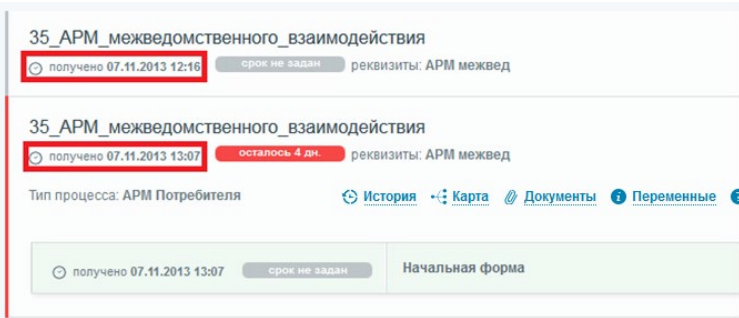 35_АРМ_межведомственного_взаимодействия
получено 07.11.2013 12:16 срок не задан реквизиты: АРМ межвед
35_АРМ_межведомственного_взаимодействия
получено 07.11.2013 13:07 осталось 4 дн. реквизиты: АРМ межвед
Тип процесса: АРМ Потребителя История Карта Документы Переменные
получено 07.11.2013 13:07 срок не задан Начальная форма